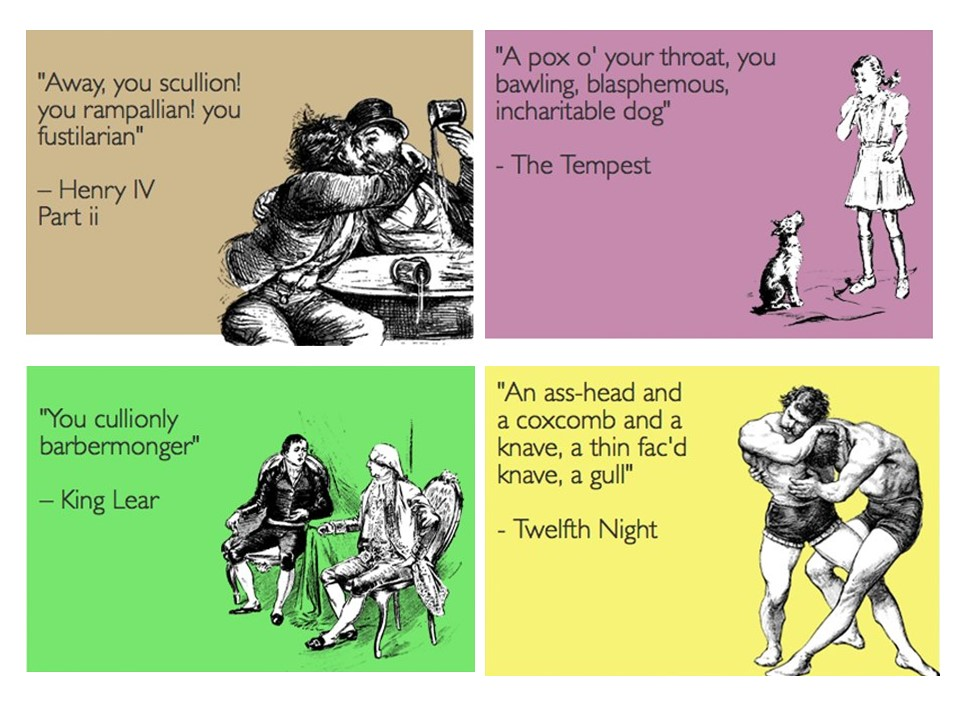 "Away, you scullion!
you rampallian! you
fustilarian"
– Henry IV
Part ii
"A pox o' your throat, you
bawling, blasphemous,
incharitable dog"
- The Tempest
"You cullionly
barbermonger"
– King Lear
"An ass-head and
a coxcomb and a
knave, a thin fac'd
knave, a gull"
- Twelfth Night